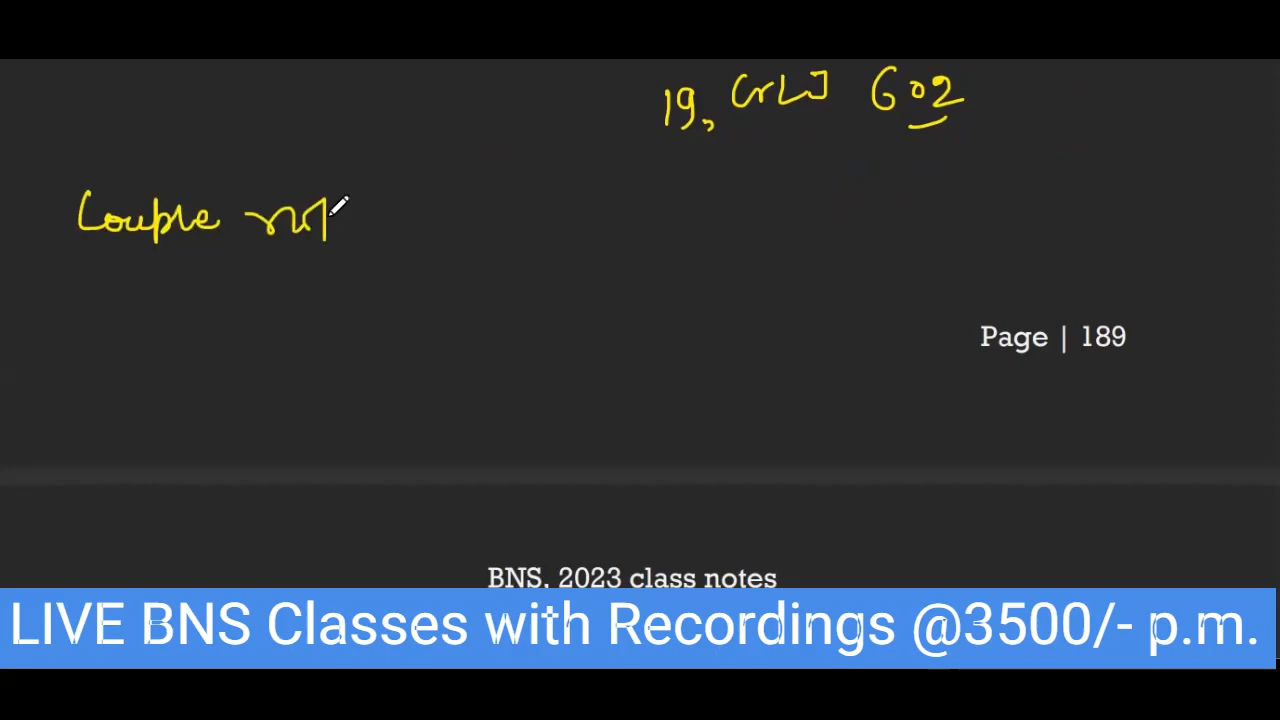 19, CrLJ 602
Couple
Page | 189
BNS, 2023 class notes
LIVE BNS Classes with Recordings @3500/- p.m.